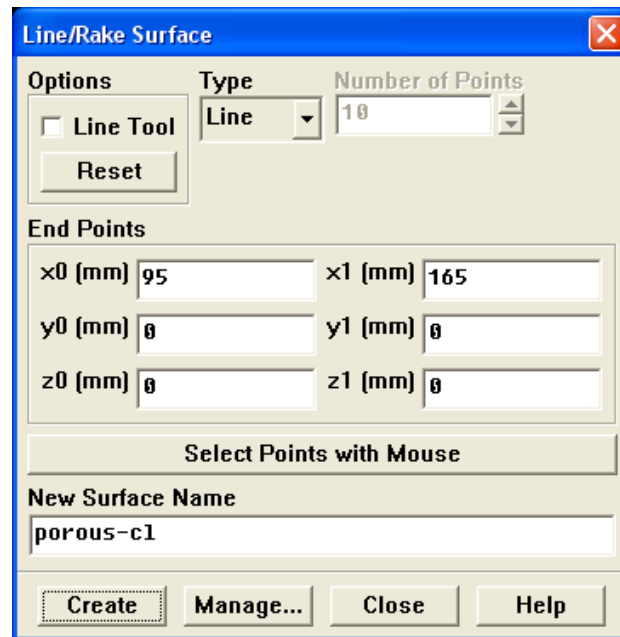 Line/Rake Surface
Options
Type
Number of Points
Line Tool
Line
10
Reset
End Points
x0 (mm) 95
x1 (mm) 165
y0 (mm) 0
y1 (mm) 0
z0 (mm) 0
z1 (mm) 0
Select Points with Mouse
New Surface Name
porous-cl
Create
Manage...
Close
Help